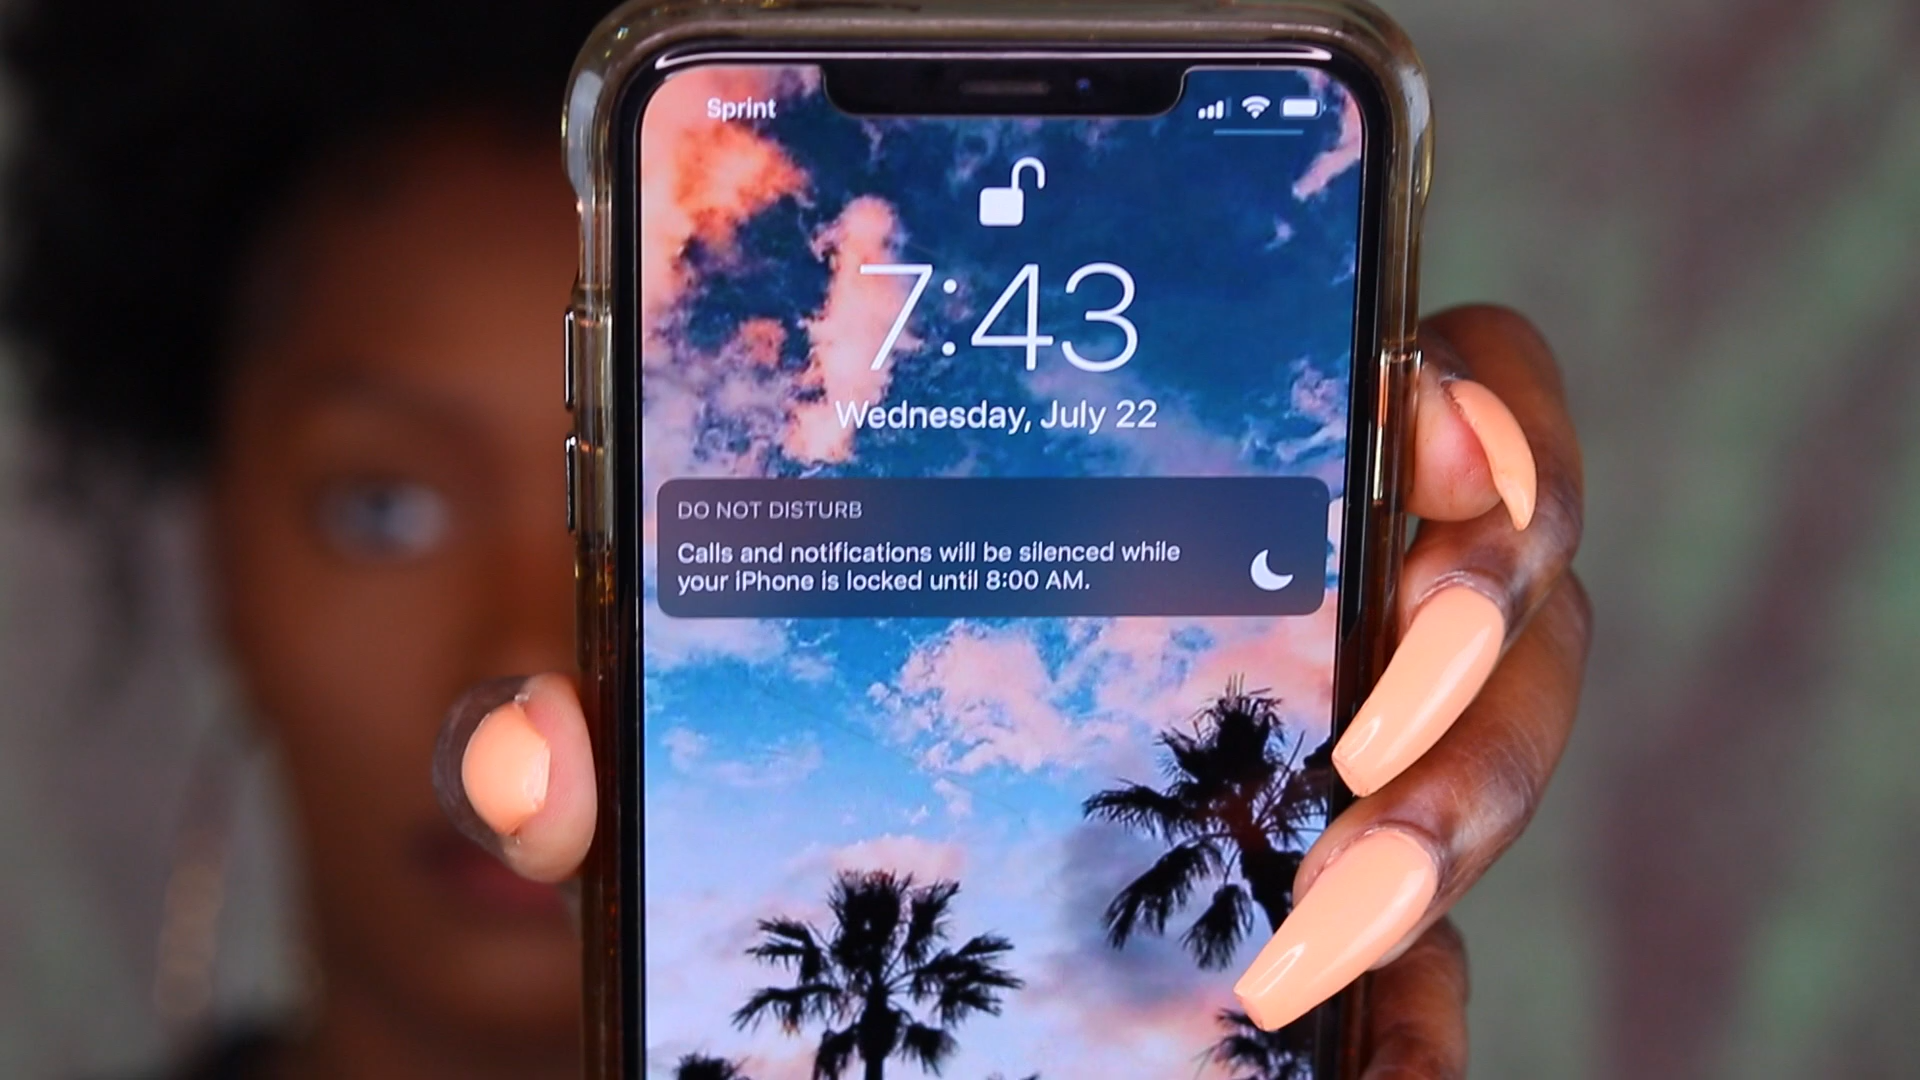 Sprint
7:43
Wednesday, July 22
DO NOT DISTURB
Calls and notifications will be silenced while
your iPhone is locked until 8:00 AM.